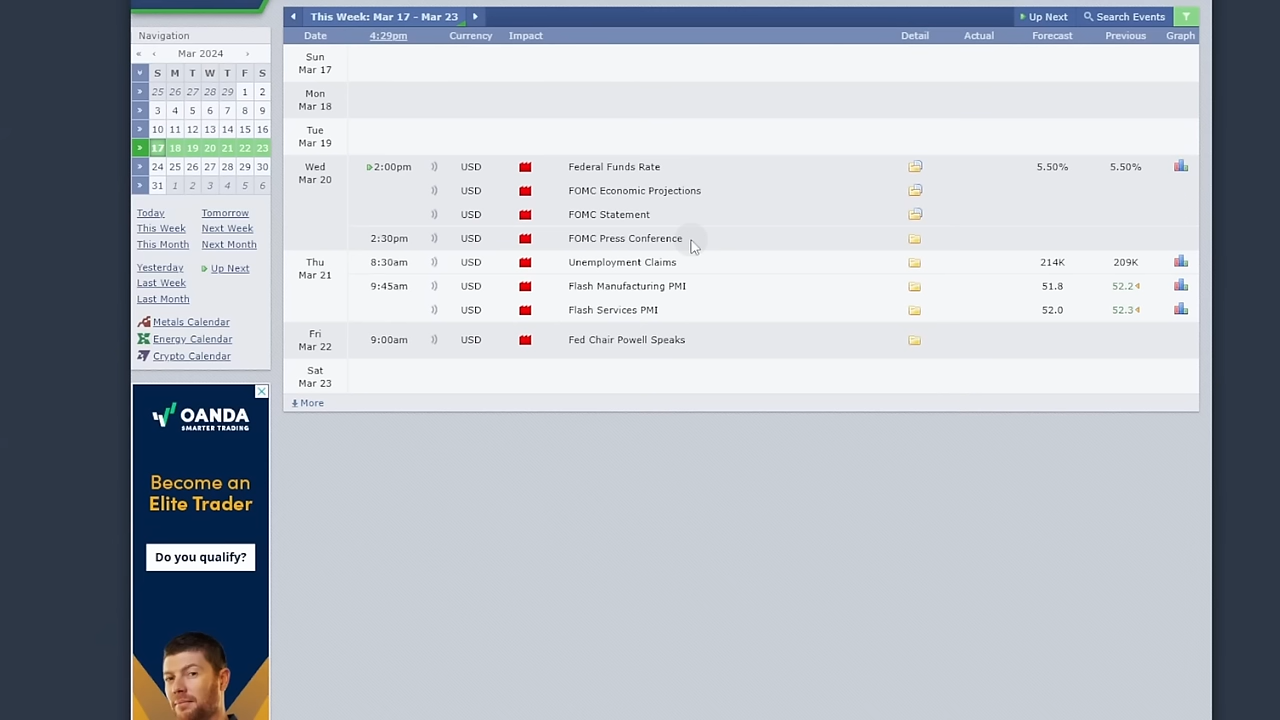 This Week: Mar 17 - Mar 23
Up Next
Search Events
Date 4:29pm Currency Impact Detail Actual Forecast Previous Graph
Sun
Mar 17
Mon
Mar 18
Tue
Mar 19
Wed
Mar 20
2:00pm USD Federal Funds Rate 5.50% 5.50%
USD FOMC Economic Projections
USD FOMC Statement
2:30pm USD FOMC Press Conference
Thu
Mar 21
8:30am USD Unemployment Claims 214K 209K
9:45am USD Flash Manufacturing PMI 51.8 52.2
USD Flash Services PMI 52.0 52.3
Fri
Mar 22
9:00am USD Fed Chair Powell Speaks
Sat
Mar 23
More
Navigation
« ‹ Mar 2024 ›
S M T W T F S
» 25 26 27 28 29 1 2
» 3 4 5 6 7 8 9
» 10 11 12 13 14 15 16
» 17 18 19 20 21 22 23
» 24 25 26 27 28 29 30
» 31 1 2 3 4 5 6
Today Tomorrow
This Week Next Week
This Month Next Month
Yesterday Up Next
Last Week
Last Month
Metals Calendar
Energy Calendar
Crypto Calendar
OANDA
SMARTER TRADING
Become an
Elite Trader
Do you qualify?